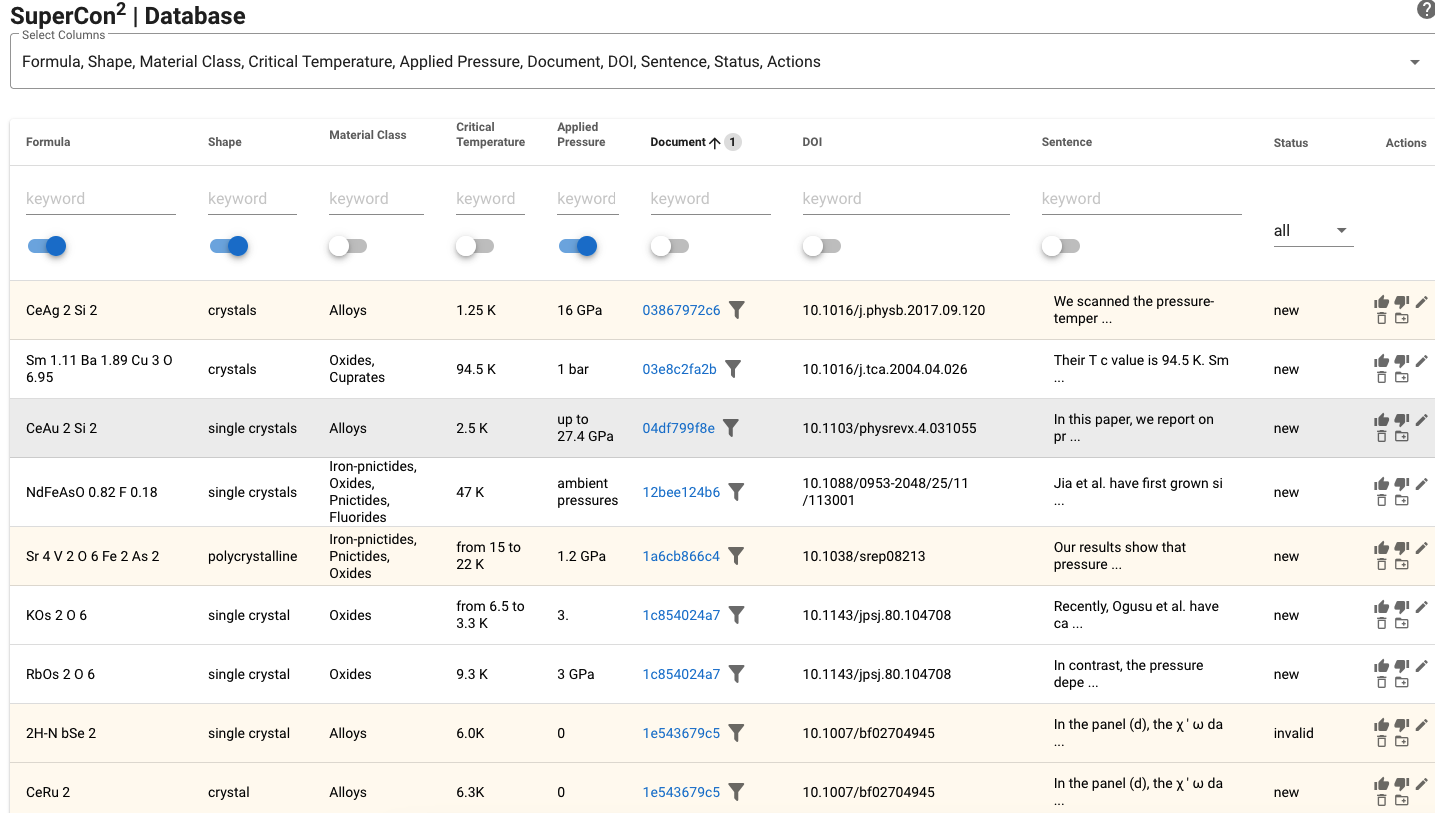 SuperCon2 | Database
?
Select Columns
Formula, Shape, Material Class, Critical Temperature, Applied Pressure, Document, DOI, Sentence, Status, Actions
Formula Shape Material Class Critical Temperature Applied Pressure Document ↑ 1 DOI Sentence Status Actions
keyword keyword keyword keyword keyword keyword keyword keyword
all
CeAg 2 Si 2 crystals Alloys 1.25 K 16 GPa 03867972c6 10.1016/j.physb.2017.09.120 We scanned the pressure-temper ... new
Sm 1.11 Ba 1.89 Cu 3 O 6.95 crystals Oxides, Cuprates 94.5 K 1 bar 03e8c2fa2b 10.1016/j.tca.2004.04.026 Their T c value is 94.5 K. Sm ... new
CeAu 2 Si 2 single crystals Alloys 2.5 K up to 27.4 GPa 04df799f8e 10.1103/physrevx.4.031055 In this paper, we report on pr ... new
NdFeAsO 0.82 F 0.18 single crystals Iron-pnictides, Oxides, Pnictides, Fluorides 47 K ambient pressures 12bee124b6 10.1088/0953-2048/25/11/113001 Jia et al. have first grown si ... new
Sr 4 V 2 O 6 Fe 2 As 2 polycrystalline Iron-pnictides, Pnictides, Oxides from 15 to 22 K 1.2 GPa 1a6cb866c4 10.1038/srep08213 Our results show that pressure ... new
KOs 2 O 6 single crystal Oxides from 6.5 to 3.3 K 3. 1c854024a7 10.1143/jpsj.80.104708 Recently, Ogusu et al. have ca ... new
RbOs 2 O 6 single crystal Oxides 9.3 K 3 GPa 1c854024a7 10.1143/jpsj.80.104708 In contrast, the pressure depe ... new
2H-N bSe 2 single crystal Alloys 6.0K 0 1e543679c5 10.1007/bf02704945 In the panel (d), the χ ' ω da ... invalid
CeRu 2 crystal Alloys 6.3K 0 1e543679c5 10.1007/bf02704945 In the panel (d), the χ ' ω da ... new